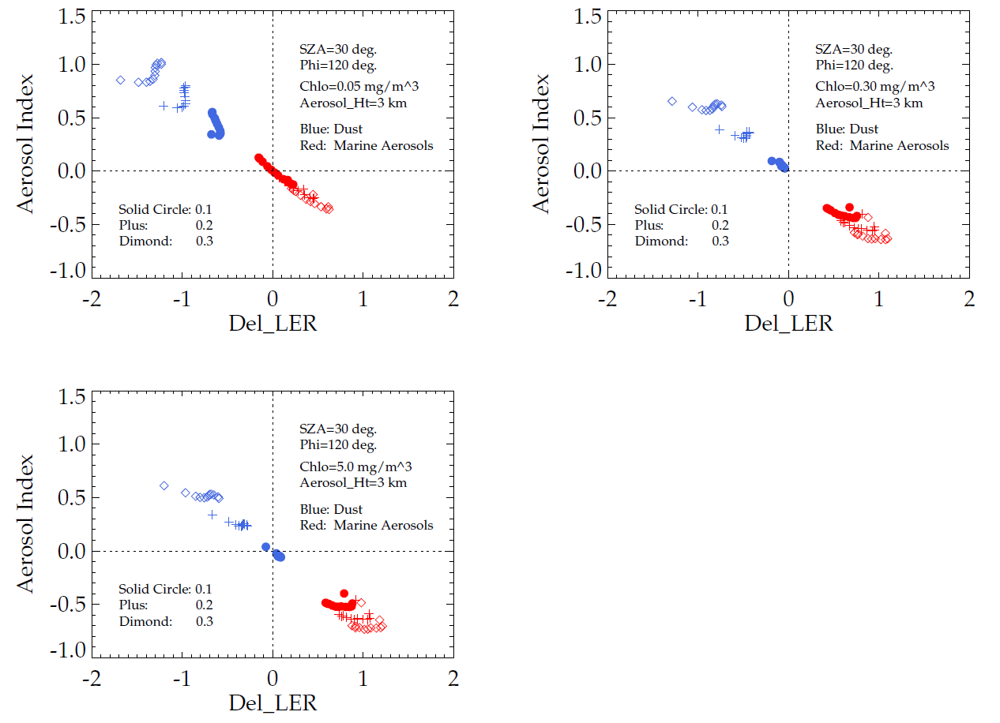 1.5
1.0
0.5
0.0
-0.5
-1.0
Aerosol Index
SZA=30 deg.
Phi=120 deg.
Chlo=0.05 mg/m^3
Aerosol_Ht=3 km
Blue: Dust
Red: Marine Aerosols
Solid Circle: 0.1
Plus: 0.2
Dimond: 0.3
-2 -1 0 1 2
Del_LER
1.5
1.0
0.5
0.0
-0.5
-1.0
Aerosol Index
SZA=30 deg.
Phi=120 deg.
Chlo=0.30 mg/m^3
Aerosol_Ht=3 km
Blue: Dust
Red: Marine Aerosols
Solid Circle: 0.1
Plus: 0.2
Dimond: 0.3
-2 -1 0 1 2
Del_LER
1.5
1.0
0.5
0.0
-0.5
-1.0
Aerosol Index
SZA=30 deg.
Phi=120 deg.
Chlo=5.0 mg/m^3
Aerosol_Ht=3 km
Blue: Dust
Red: Marine Aerosols
Solid Circle: 0.1
Plus: 0.2
Dimond: 0.3
-2 -1 0 1 2
Del_LER